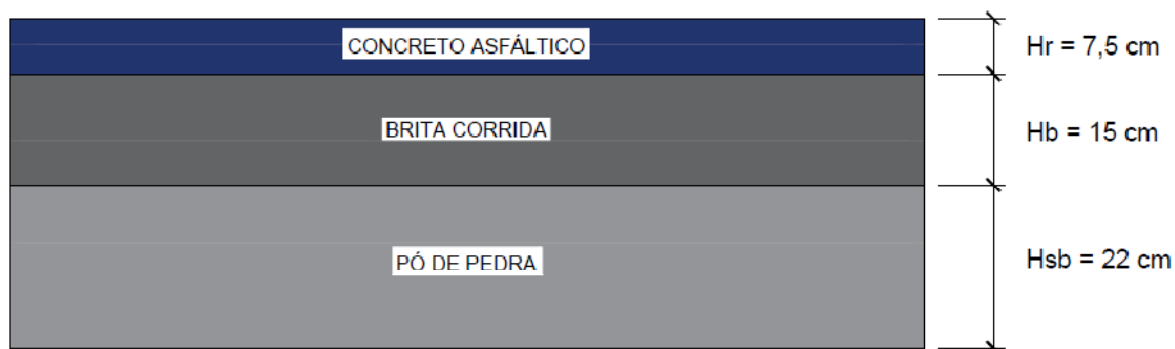 CONCRETO ASFÁLTICO
Hr = 7,5 cm
BRITA CORRIDA
Hb = 15 cm
PÓ DE PEDRA
Hsb = 22 cm